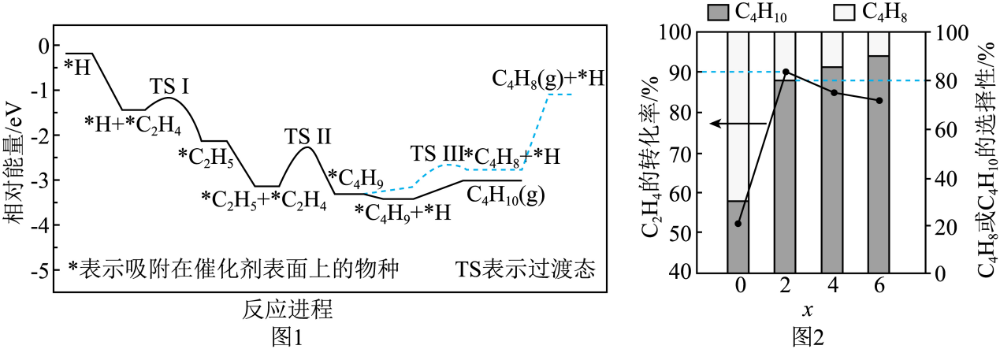 0
-1
-2
-3
-4
-5
相对能量/eV
*H
*H+*C₂H₄
TS I
*C₂H₅
*C₂H₅+*C₂H₄
TS II
*C₄H₉
*C₄H₉+*H
TS III
*C₄H₈+*H
C₄H₁₀(g)
C₄H₈(g)+*H
*表示吸附在催化剂表面上的物种
TS表示过渡态
反应进程
图1
C₄H₁₀
C₄H₈
100
90
80
70
60
50
40
C₂H₄的转化率/%
100
80
60
40
20
0
C₄H₈或C₄H₁₀的选择性/%
0 2 4 6
x
图2